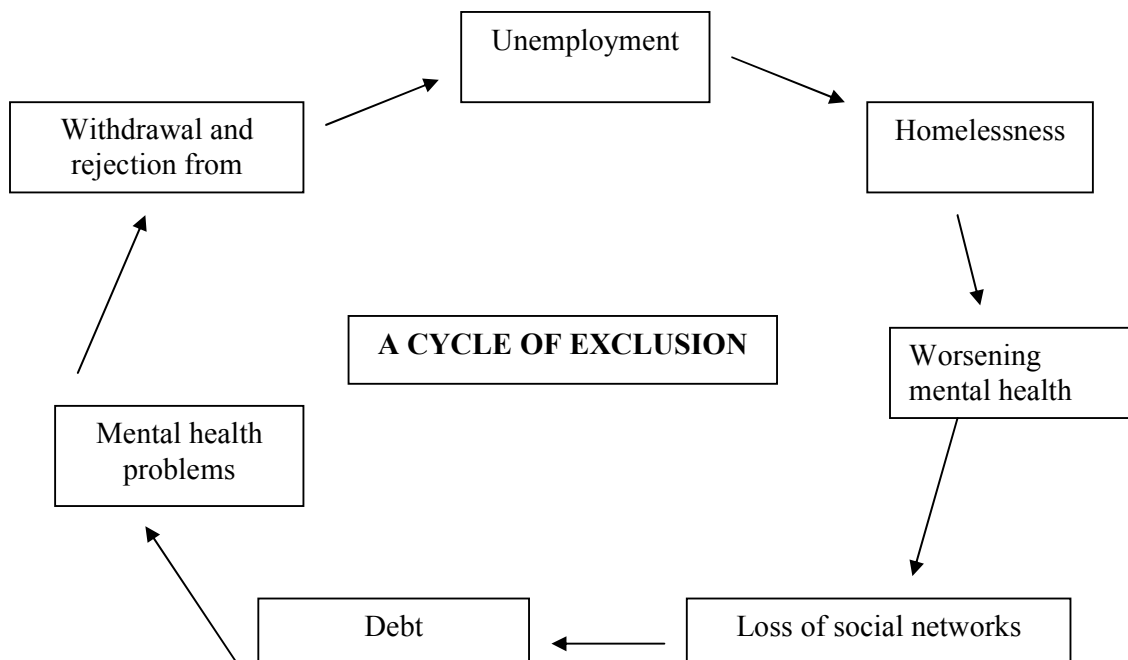 Unemployment
Withdrawal and
rejection from
Homelessness
A CYCLE OF EXCLUSION
Worsening
mental health
Mental health
problems
Debt
Loss of social networks